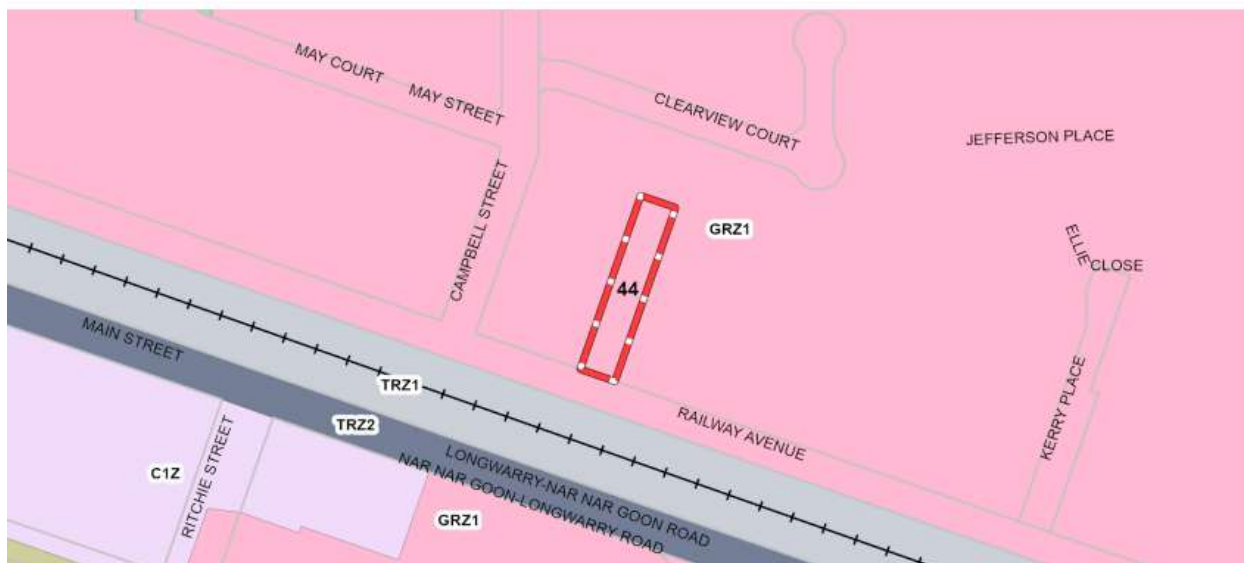 MAY COURT
MAY STREET
CLEARVIEW COURT
JEFFERSON PLACE
CAMPBELL STREET
GRZ1
ELLIE
CLOSE
44
MAIN STREET
TRZ1
KERRY PLACE
RAILWAY AVENUE
TRZ2
RITCHIE STREET
LONGWARRY-NAR NAR GOON ROAD
NAR NAR GOON-LONGWARRY ROAD
C1Z
GRZ1